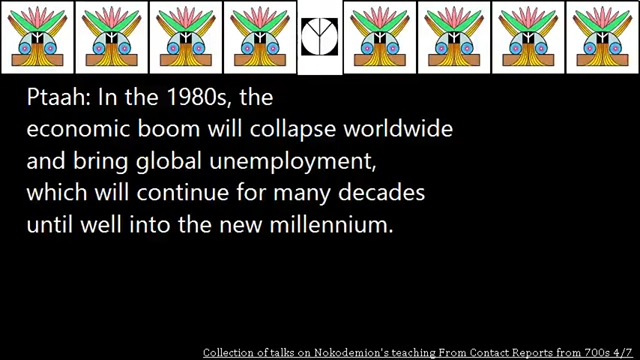 Ptaah: In the 1980s, the
economic boom will collapse worldwide
and bring global unemployment,
which will continue for many decades
until well into the new millennium.
Collection of talks on Nokodemion's teaching From Contact Reports from 700s 4/7